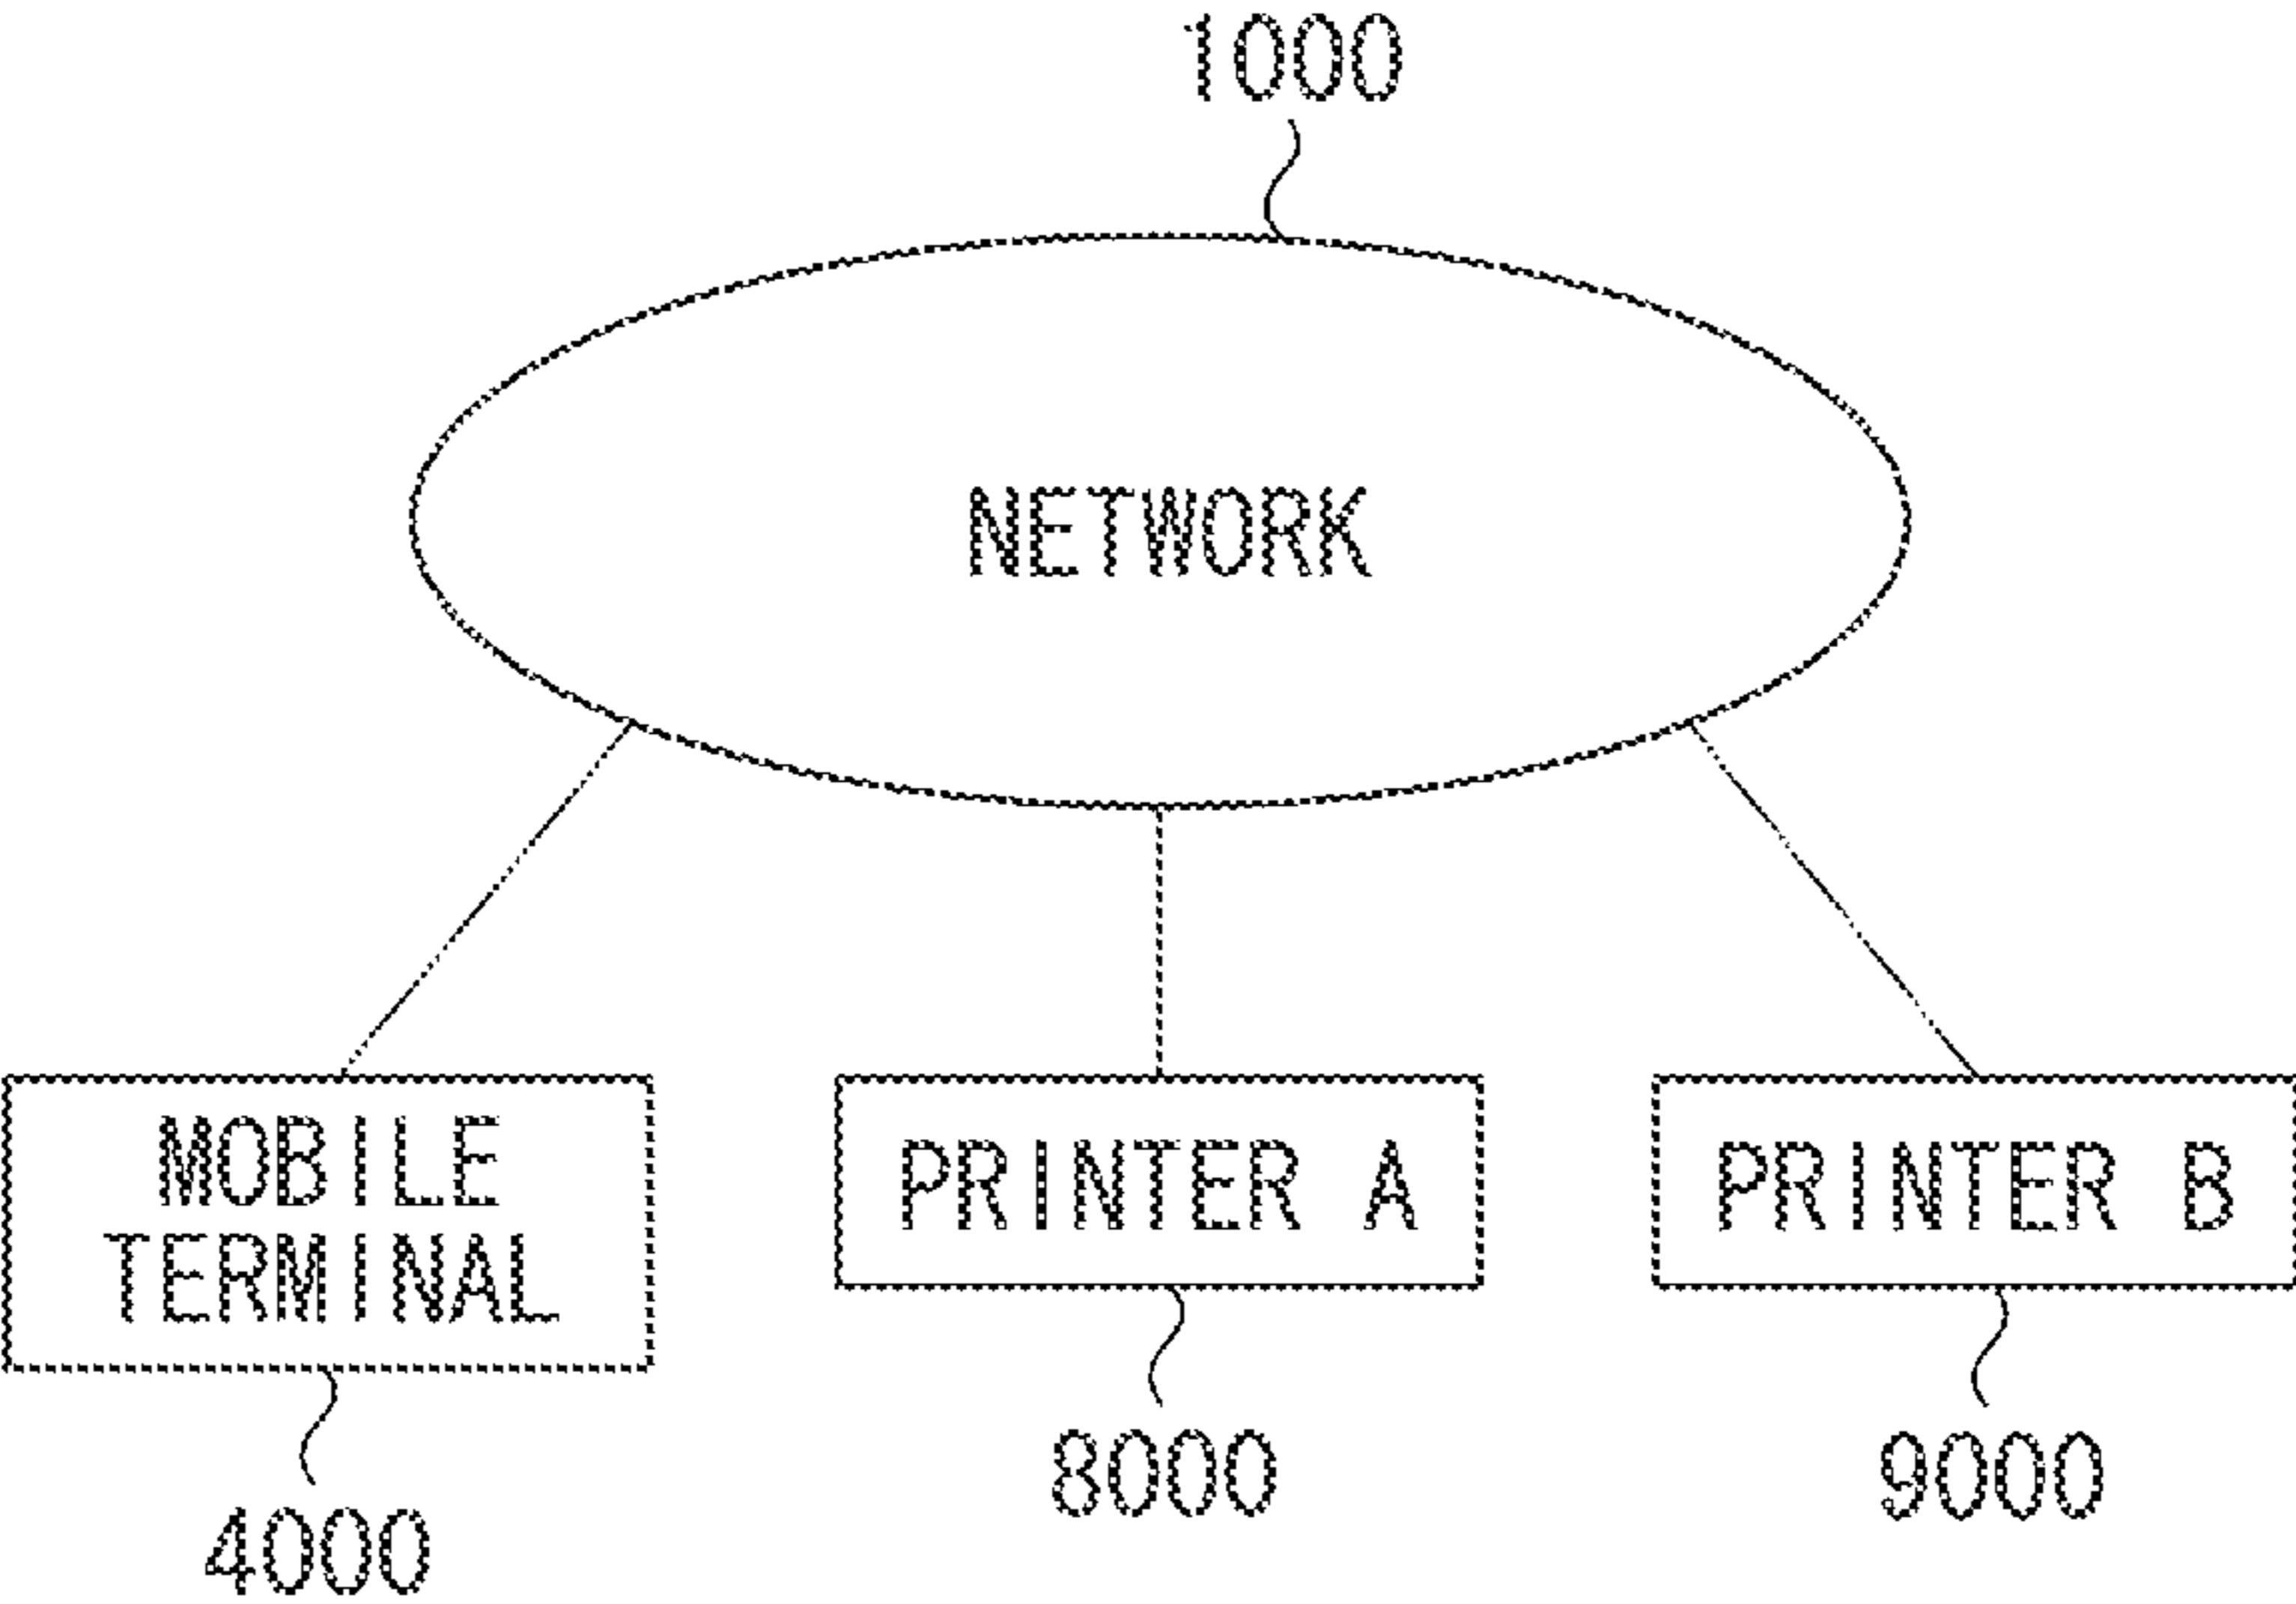 1000
NETWORK
MOBILE
TERMINAL
PRINTER A
PRINTER B
4000
8000
9000